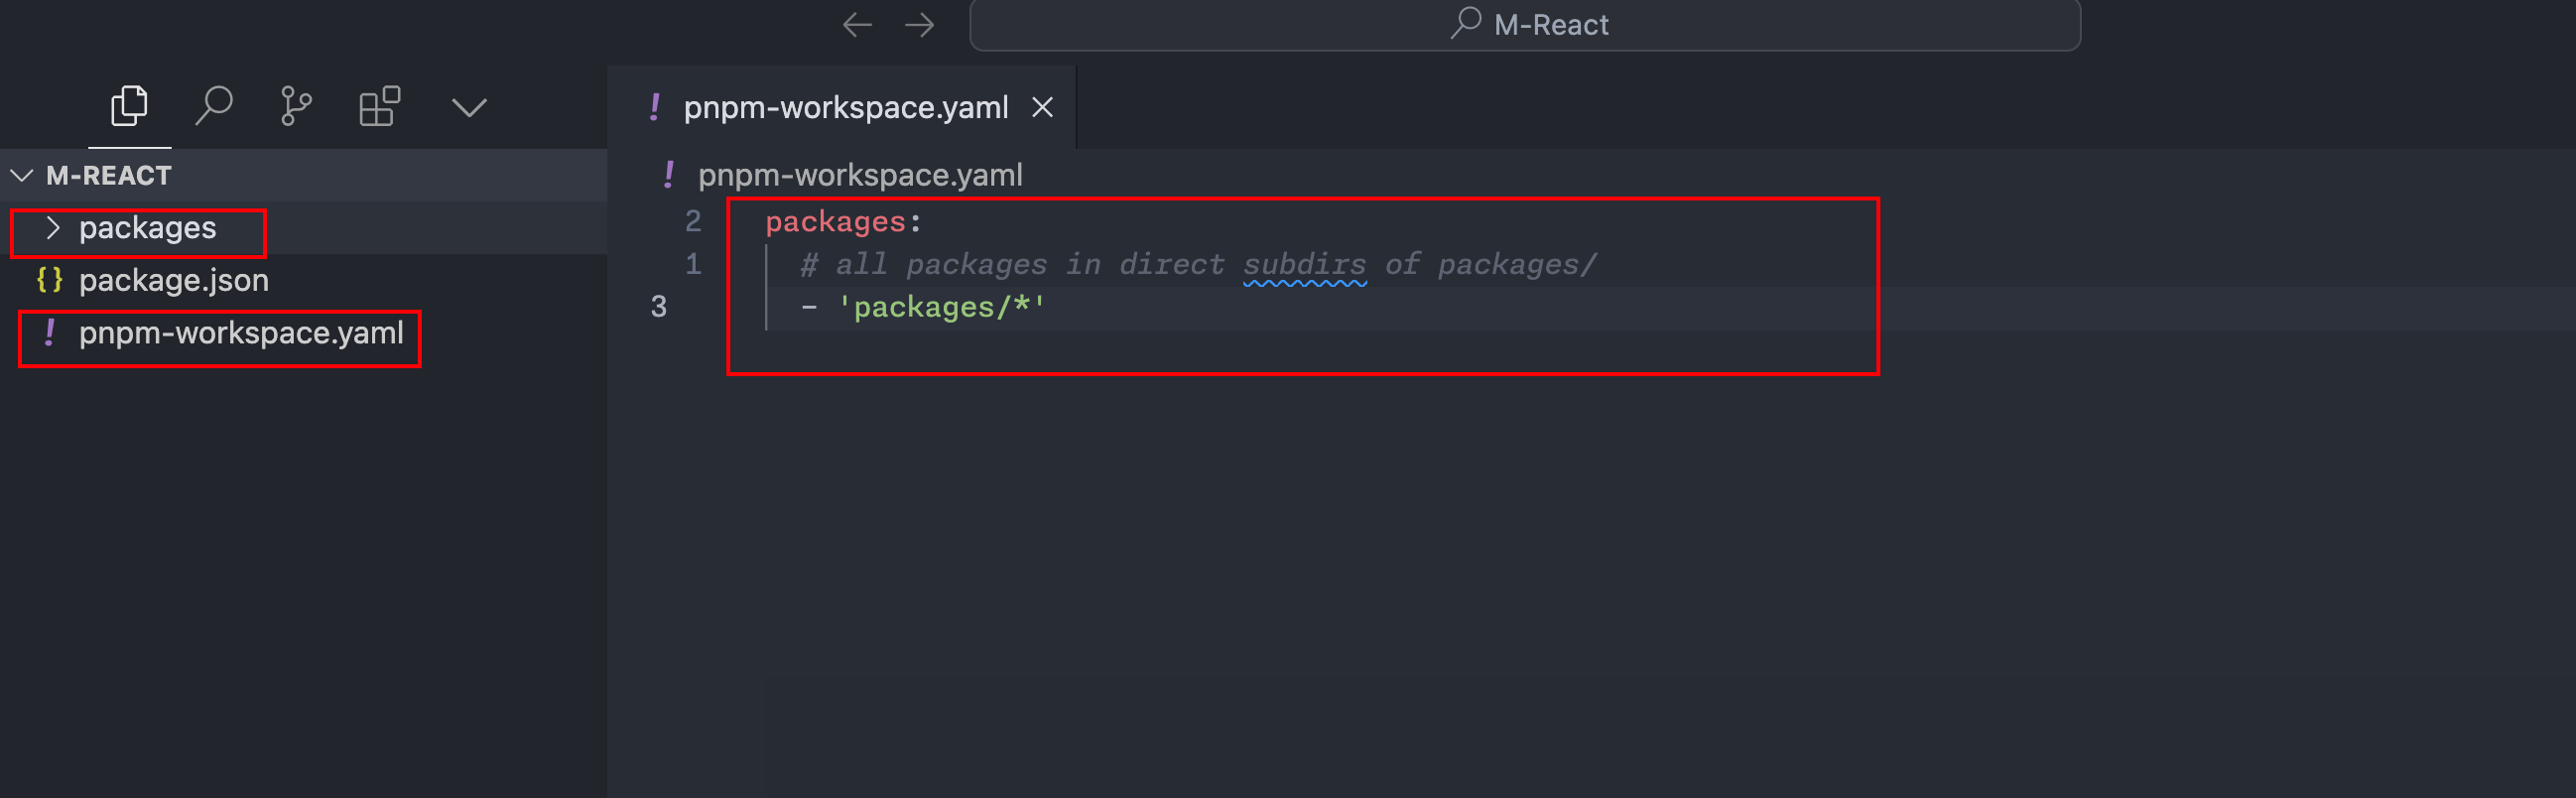 M-React
pnpm-workspace.yaml
M-REACT
packages
package.json
pnpm-workspace.yaml
pnpm-workspace.yaml
2 packages:
1 # all packages in direct subdirs of packages/
3 - 'packages/*'